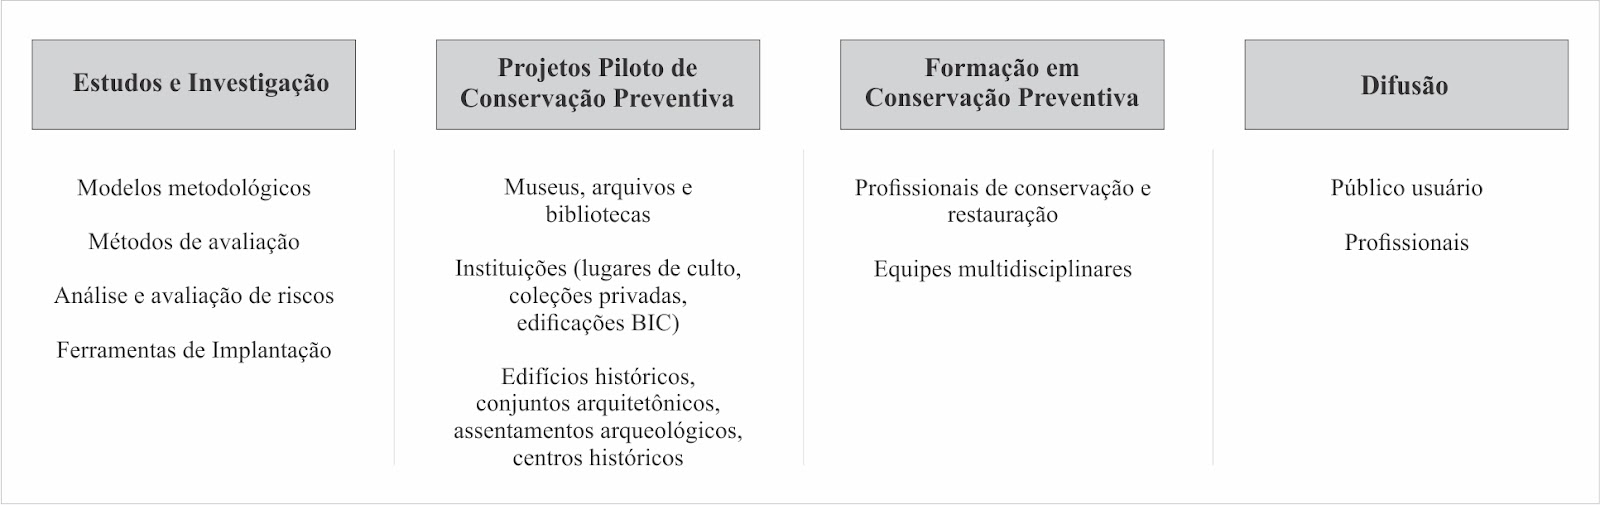 Estudos e Investigação
Modelos metodológicos
Métodos de avaliação
Análise e avaliação de riscos
Ferramentas de Implantação
Projetos Piloto de
Conservação Preventiva
Museus, arquivos e
bibliotecas
Instituições (lugares de culto,
coleções privadas,
edificações BIC)
Edifícios históricos,
conjuntos arquitetônicos,
assentamentos arqueológicos,
centros históricos
Formação em
Conservação Preventiva
Profissionais de conservação e
restauração
Equipes multidisciplinares
Difusão
Público usuário
Profissionais